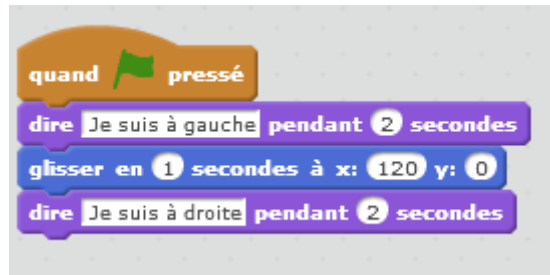 quand pressé
dire Je suis à gauche pendant 2 secondes
glisser en 1 secondes à x: 120 y: 0
dire Je suis à droite pendant 2 secondes